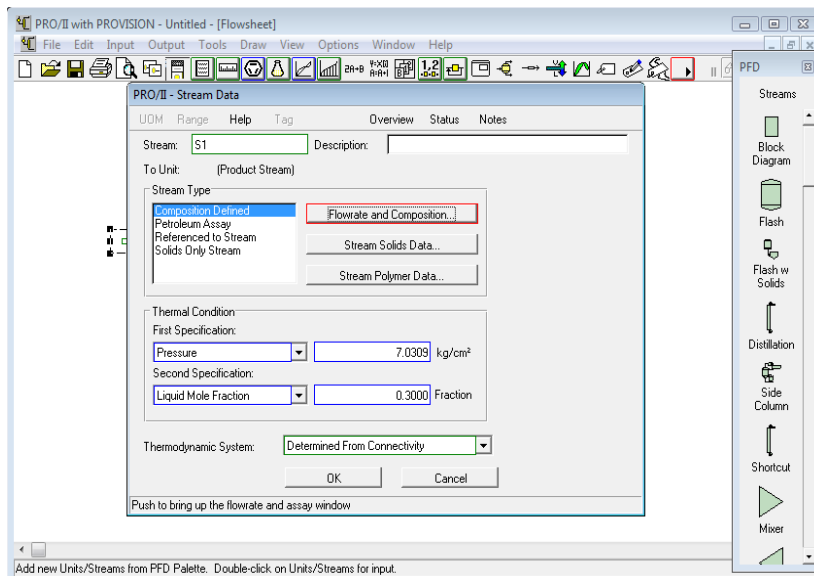 PRO/II with PROVISION - Untitled - [Flowsheet]
File Edit Input Output Tools Draw View Options Window Help
PFD
PRO/II - Stream Data
UOM Range Help Tag Overview Status Notes
Stream: S1 Description:
To Unit: (Product Stream)
Stream Type
Composition Defined
Petroleum Assay
Referenced to Stream
Solids Only Stream
Flowrate and Composition...
Stream Solids Data...
Stream Polymer Data...
Thermal Condition
First Specification:
Pressure 7.0309 kg/cm²
Second Specification:
Liquid Mole Fraction 0.3000 Fraction
Thermodynamic System: Determined From Connectivity
OK Cancel
Push to bring up the flowrate and assay window
Streams
Block
Diagram
Flash
Flash w
Solids
Distillation
Side
Column
Shortcut
Mixer
Add new Units/Streams from PFD Palette. Double-click on Units/Streams for input.